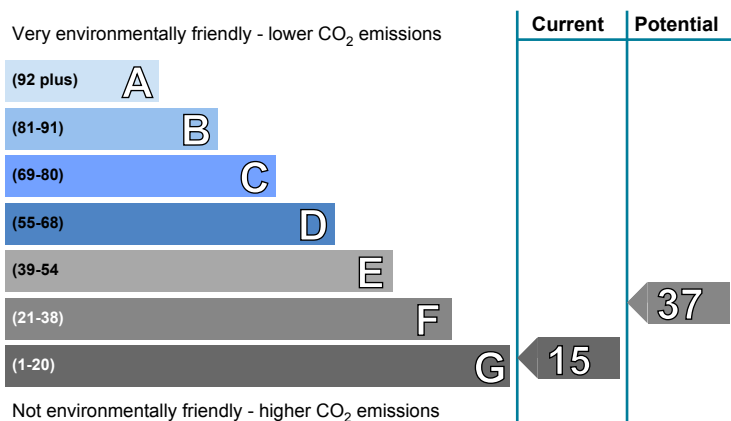 Current Potential
Very environmentally friendly - lower CO2 emissions
(92 plus) A
(81-91) B
(69-80) C
(55-68) D
(39-54 E
(21-38) F
37
(1-20) G
15
Not environmentally friendly - higher CO2 emissions